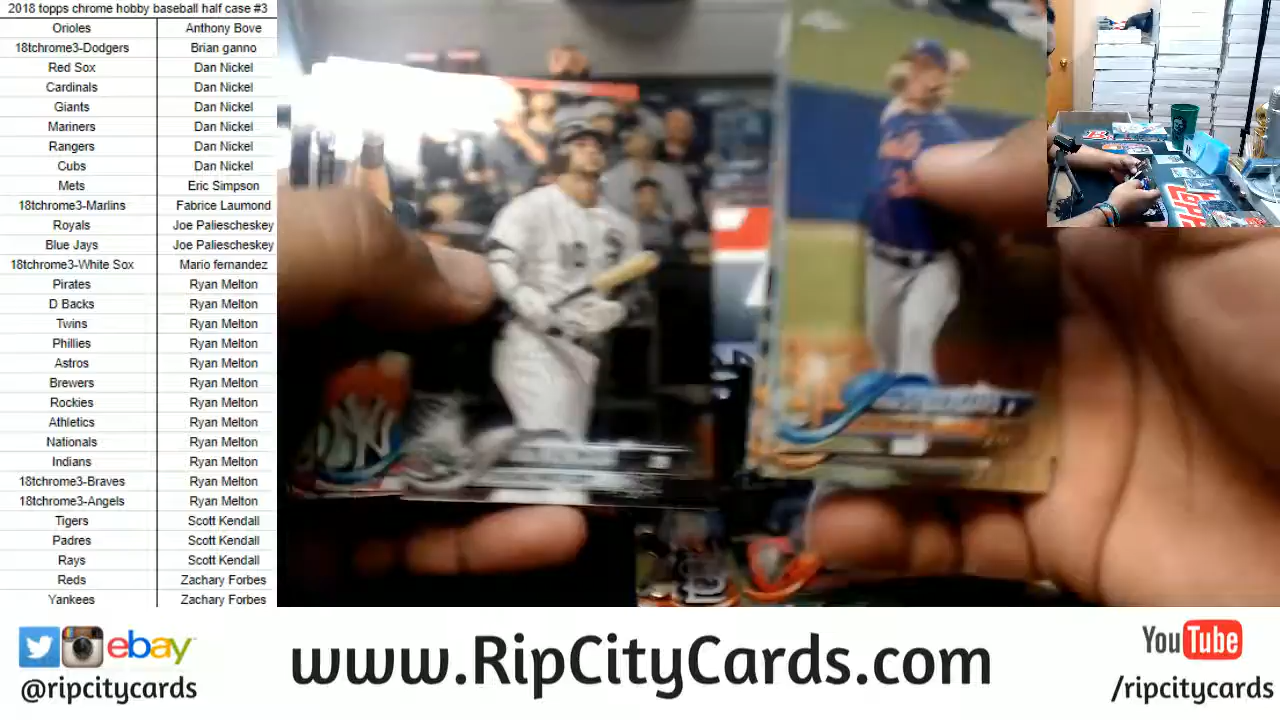 2018 topps chrome hobby baseball half case #3
Orioles Anthony Bove
18tchrome3-Dodgers Brian ganno
Red Sox Dan Nickel
Cardinals Dan Nickel
Giants Dan Nickel
Mariners Dan Nickel
Rangers Dan Nickel
Cubs Dan Nickel
Mets Eric Simpson
18tchrome3-Marlins Fabrice Laumond
Royals Joe Paliescheskey
Blue Jays Joe Paliescheskey
18tchrome3-White Sox Mario fernandez
Pirates Ryan Melton
D Backs Ryan Melton
Twins Ryan Melton
Phillies Ryan Melton
Astros Ryan Melton
Brewers Ryan Melton
Rockies Ryan Melton
Athletics Ryan Melton
Nationals Ryan Melton
Indians Ryan Melton
18tchrome3-Braves Ryan Melton
18tchrome3-Angels Ryan Melton
Tigers Scott Kendall
Padres Scott Kendall
Rays Scott Kendall
Reds Zachary Forbes
Yankees Zachary Forbes
NY
ebay
@ripcitycards
www.RipCityCards.com
YouTube
/ripcitycards